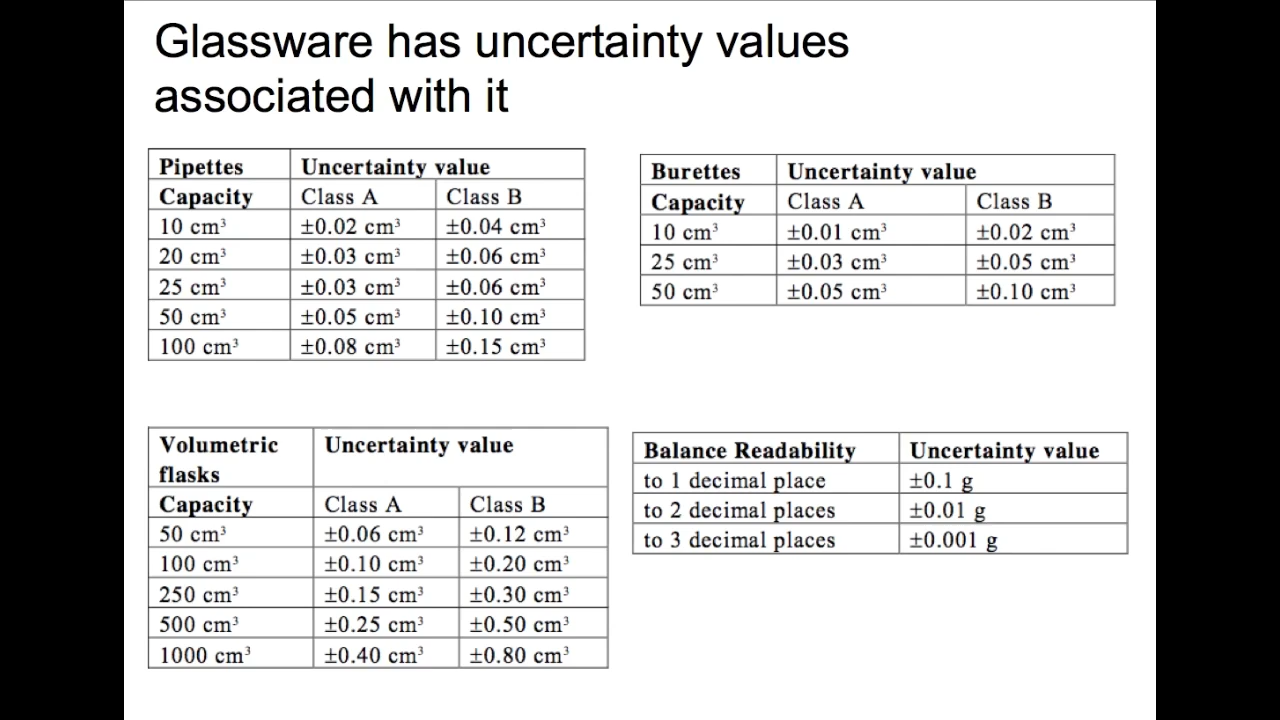 Glassware has uncertainty values
associated with it
Pipettes Uncertainty value
Capacity Class A Class B
10 cm³ ±0.02 cm³ ±0.04 cm³
20 cm³ ±0.03 cm³ ±0.06 cm³
25 cm³ ±0.03 cm³ ±0.06 cm³
50 cm³ ±0.05 cm³ ±0.10 cm³
100 cm³ ±0.08 cm³ ±0.15 cm³
Burettes Uncertainty value
Capacity Class A Class B
10 cm³ ±0.01 cm³ ±0.02 cm³
25 cm³ ±0.03 cm³ ±0.05 cm³
50 cm³ ±0.05 cm³ ±0.10 cm³
Volumetric Uncertainty value
flasks
Capacity Class A Class B
50 cm³ ±0.06 cm³ ±0.12 cm³
100 cm³ ±0.10 cm³ ±0.20 cm³
250 cm³ ±0.15 cm³ ±0.30 cm³
500 cm³ ±0.25 cm³ ±0.50 cm³
1000 cm³ ±0.40 cm³ ±0.80 cm³
Balance Readability Uncertainty value
to 1 decimal place ±0.1 g
to 2 decimal places ±0.01 g
to 3 decimal places ±0.001 g